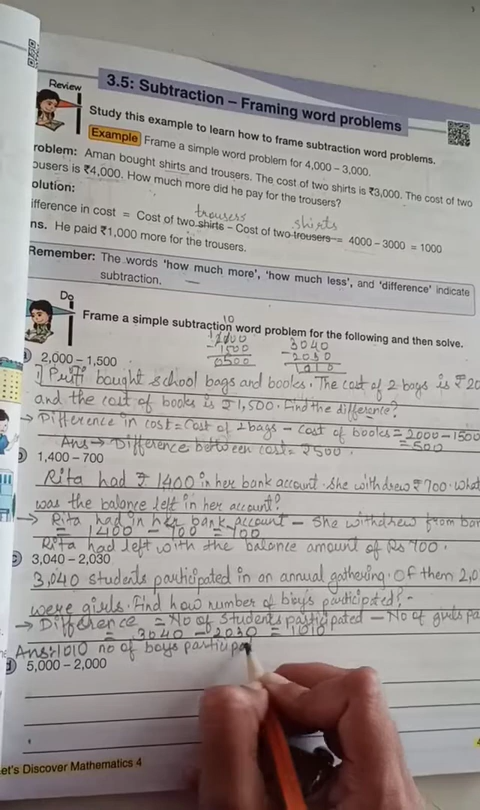 Review
3.5: Subtraction – Framing word problems
Study this example to learn how to frame subtraction word problems.
Example Frame a simple word problem for 4,000 – 3,000.
roblem: Aman bought shirts and trousers. The cost of two shirts is ₹3,000. The cost of two
ousers is ₹4,000. How much more did he pay for the trousers?
olution:
trousess shirts
ifference in cost = Cost of two shirts – Cost of two trousers = 4000 – 3000 = 1000
ns. He paid ₹1,000 more for the trousers.
Remember: The words 'how much more', 'how much less', and 'difference' indicate
subtraction.
Do
Frame a simple subtraction word problem for the following and then solve.
10
3040
- 1500 - 2030
0500 1010
2,000 – 1,500
bought school bags and books. The cost of 2 bags is ₹ 20
and the cost of books is ₹ 1,500. Find the difference?
→ Difference in cost = Cost of 2 bags - cost of books = 2000 - 1500
= 500
Ans → Difference between cost = ₹500.
1,400 – 700
Rita had ₹ 1400 in her bank account. She withdrew ₹700. What
was the balance left in her account?
→ Rita had in her bank account - She withdrew from ban
= 1400 - 700 = 700
Rita had left with the balance amount of Rs 700.
3,040 – 2,030
3,040 students participated in an annual gathering. Of them 2,0
were girls. Find how number of boys participated? -
→ Difference = No of students participated - No of girls pa
= 3040 - 2030 = 1010
Ans: 1010 no of boys participa
d 5,000 – 2,000
et's Discover Mathematics 4